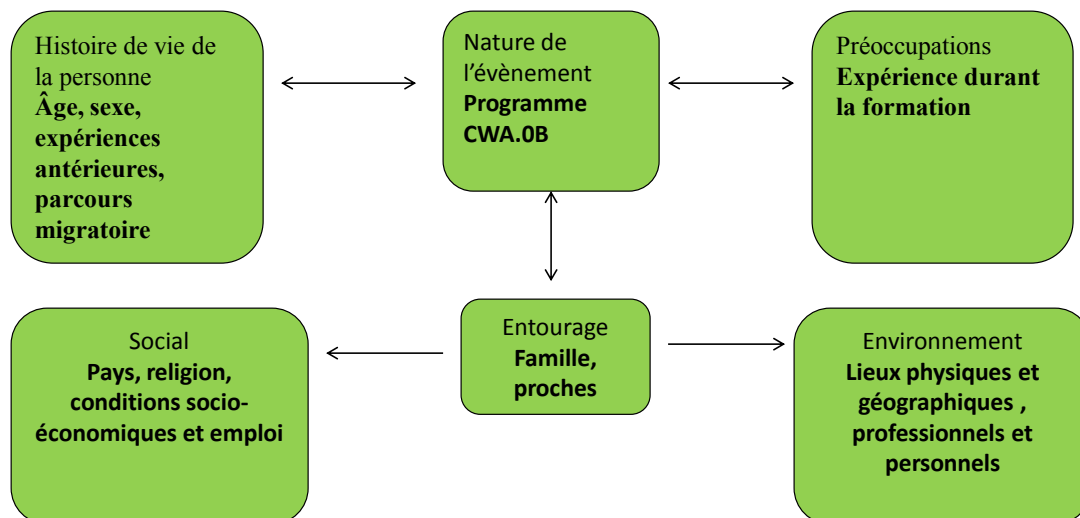 Histoire de vie de
la personne
Âge, sexe,
expériences
antérieures,
parcours
migratoire
Nature de
l’évènement
Programme
CWA.0B
Préoccupations
Expérience durant
la formation
Social
Pays, religion,
conditions socio-
économiques et emploi
Entourage
Famille,
proches
Environnement
Lieux physiques et
géographiques ,
professionnels et
personnels